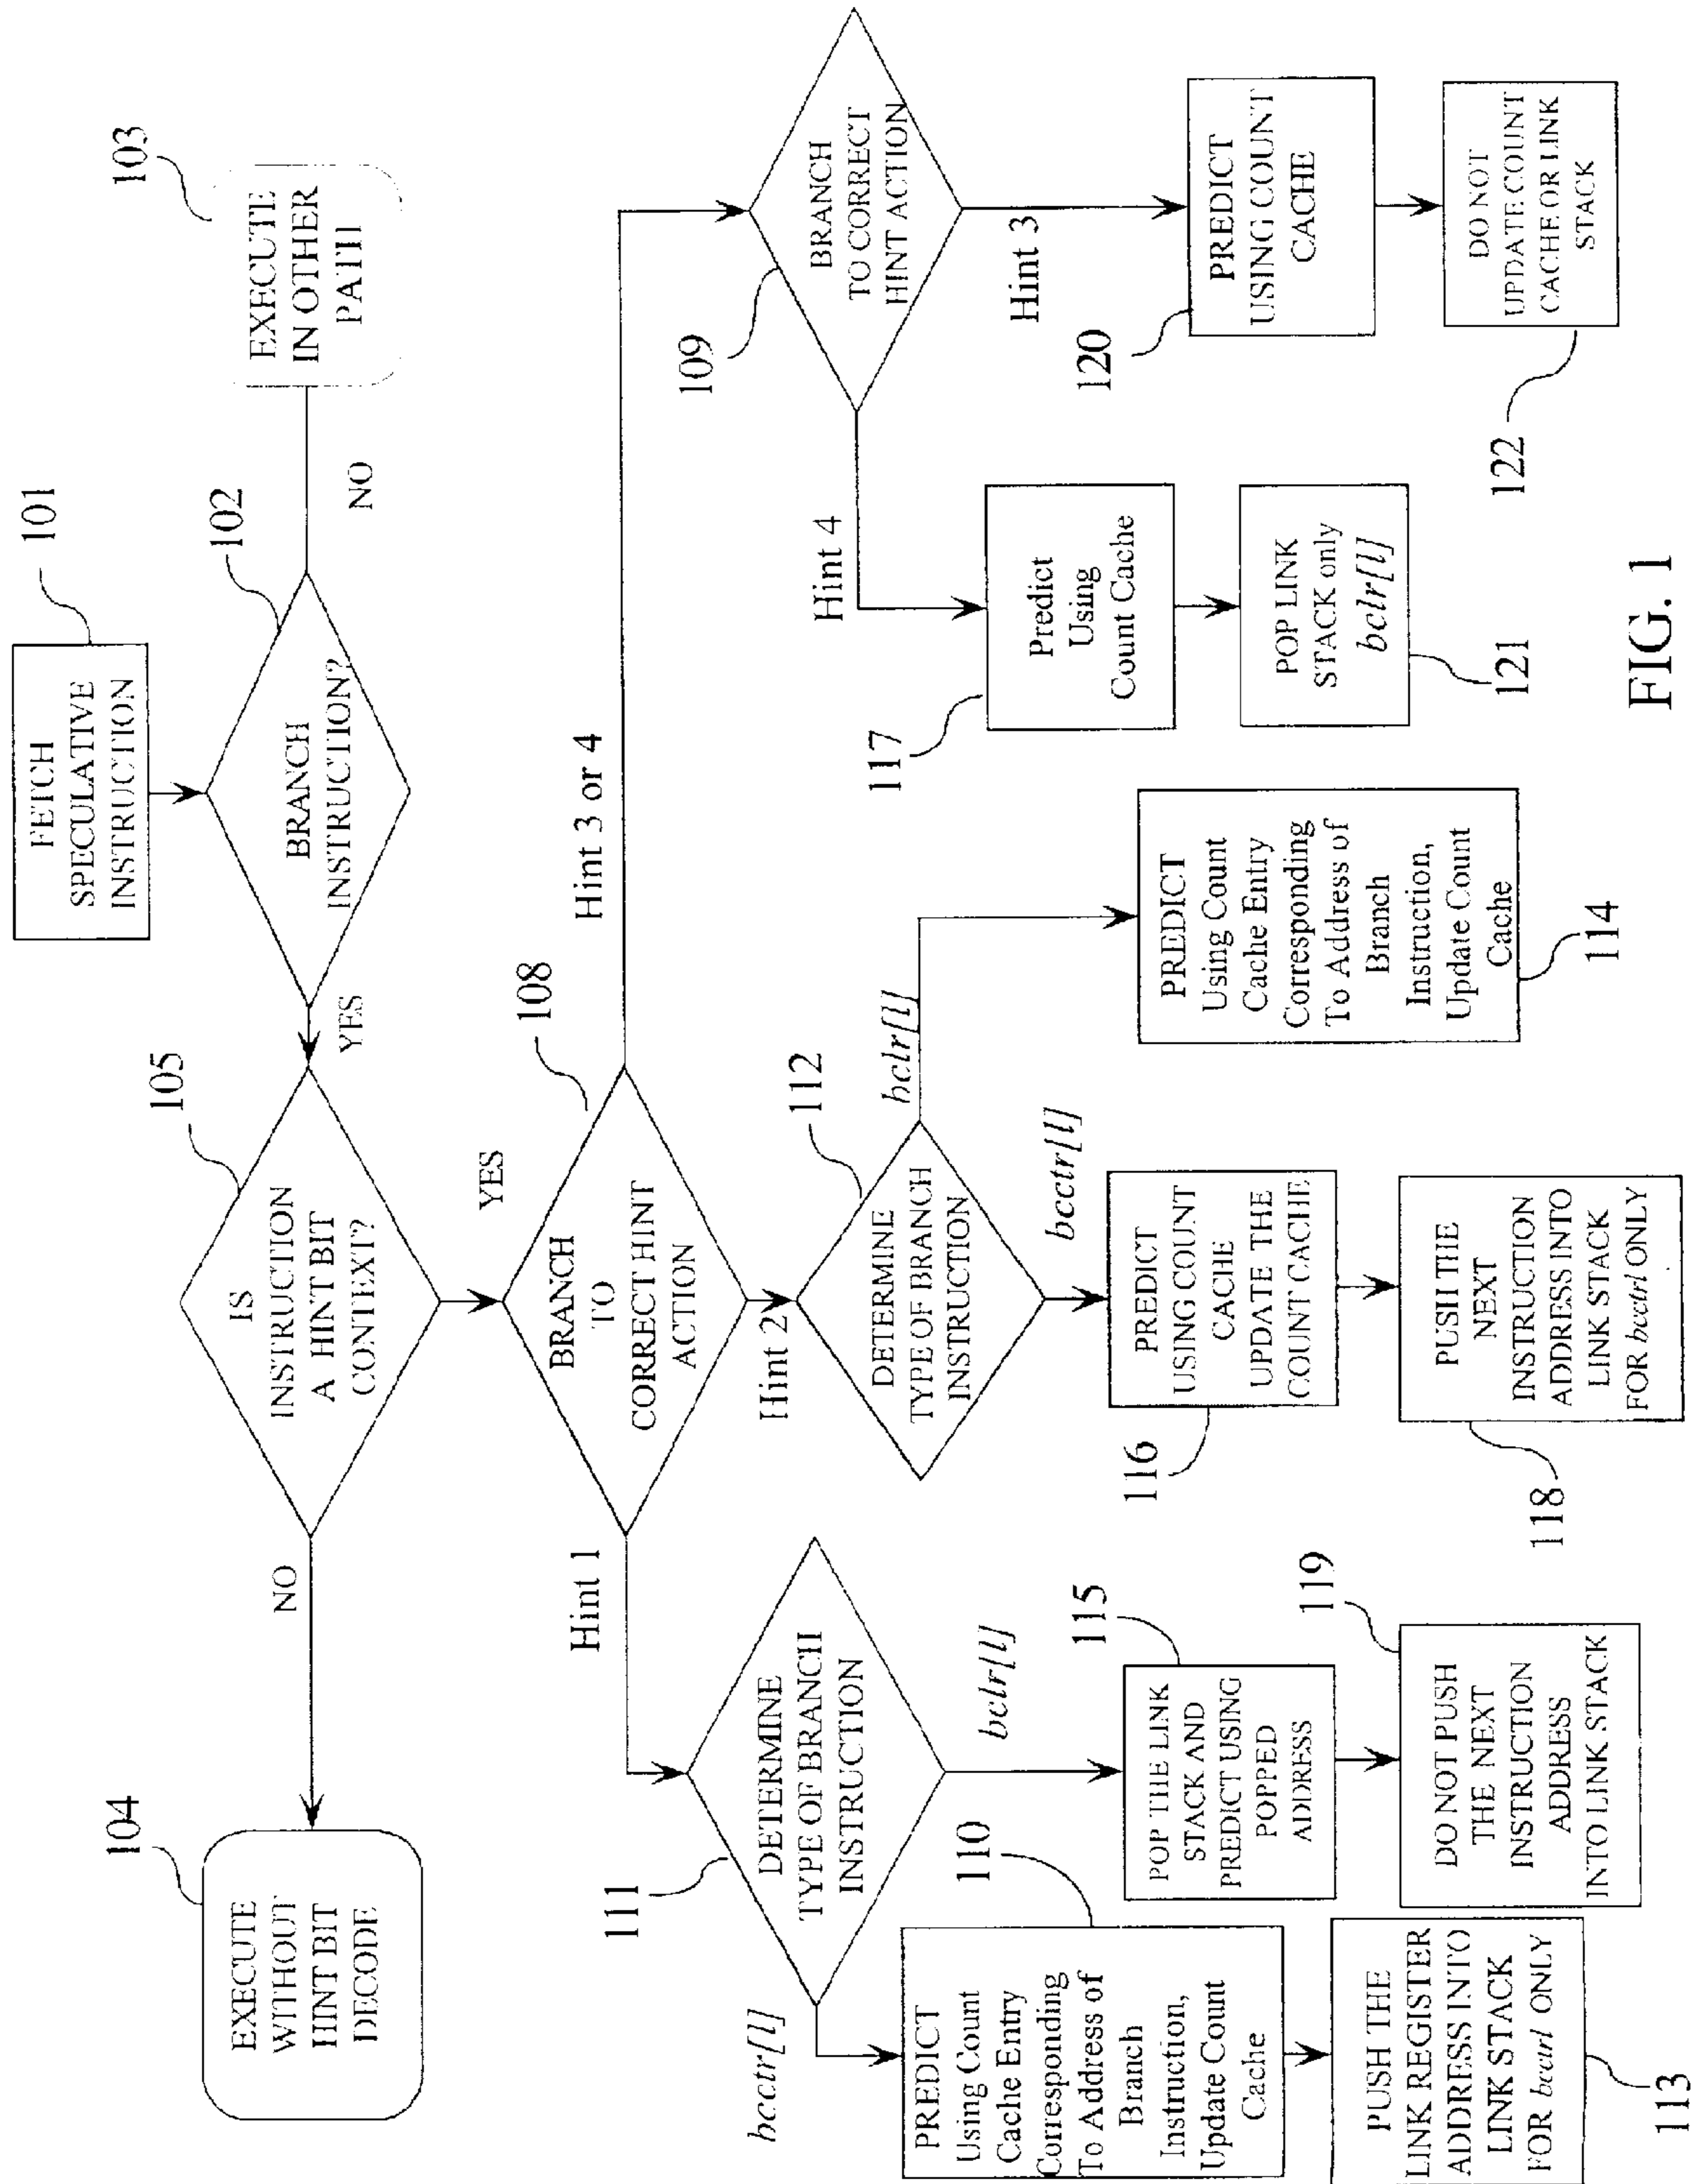 101
FETCH
SPECULATIVE
INSTRUCTION
102
BRANCH
INSTRUCTION?
NO
103
EXECUTE
IN OTHER
PATH
YES
105
IS
INSTRUCTION
A HINT BIT
CONTEXT?
NO
104
EXECUTE
WITHOUT
HINT BIT
DECODE
YES
108
BRANCH
TO
CORRECT HINT
ACTION
Hint 1
Hint 2
Hint 3 or 4
111
DETERMINE
TYPE OF BRANCH
INSTRUCTION
bcctr[l]
bclr[l]
110
PREDICT
Using Count
Cache Entry
Corresponding
To Address of
Branch
Instruction,
Update Count
Cache
113
PUSH THE
LINK REGISTER
ADDRESS INTO
LINK STACK
FOR bcctrl ONLY
115
POP THE LINK
STACK AND
PREDICT USING
POPPED
ADDRESS
119
DO NOT PUSH
THE NEXT
INSTRUCTION
ADDRESS
INTO LINK STACK
112
DETERMINE
TYPE OF BRANCH
INSTRUCTION
bcctr[l]
bclr[l]
116
PREDICT
USING COUNT
CACHE
UPDATE THE
COUNT CACHE
118
PUSH THE
NEXT
INSTRUCTION
ADDRESS INTO
LINK STACK
FOR bcctrl ONLY
PREDICT
Using Count
Cache Entry
Corresponding
To Address of
Branch
Instruction,
Update Count
Cache
114
109
BRANCH
TO CORRECT
HINT ACTION
Hint 4
Hint 3
117
Predict
Using
Count Cache
POP LINK
STACK only
bclr[l]
121
120
PREDICT
USING COUNT
CACHE
DO NOT
UPDATE COUNT
CACHE OR LINK
STACK
122
FIG. 1